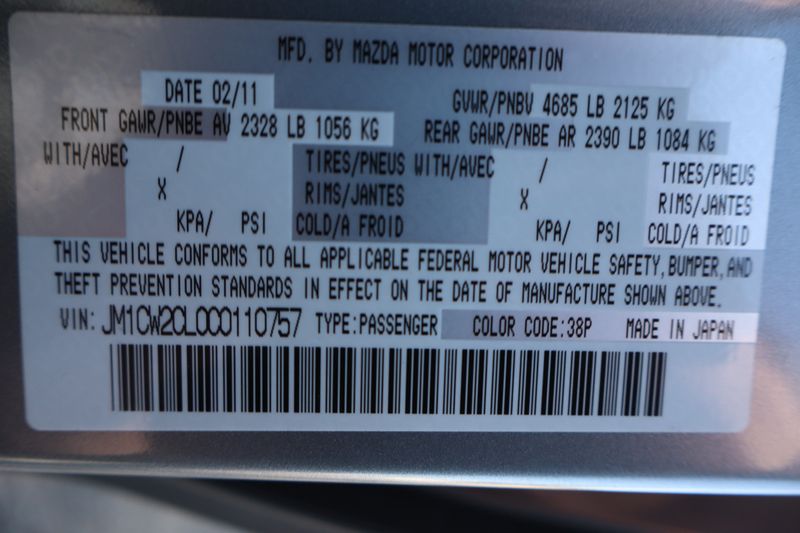 MFD. BY MAZDA MOTOR CORPORATION
DATE 02/11 GVWR/PNBV 4685 LB 2125 KG
FRONT GAWR/PNBE AV 2328 LB 1056 KG REAR GAWR/PNBE AR 2390 LB 1084 KG
WITH/AVEC / TIRES/PNEUS WITH/AVEC / TIRES/PNEUS
X RIMS/JANTES X RIMS/JANTES
KPA/ PSI COLD/A FROID KPA/ PSI COLD/A FROID
THIS VEHICLE CONFORMS TO ALL APPLICABLE FEDERAL MOTOR VEHICLE SAFETY, BUMPER, AND
THEFT PREVENTION STANDARDS IN EFFECT ON THE DATE OF MANUFACTURE SHOWN ABOVE.
VIN: JM1CW2CL0C0110757 TYPE:PASSENGER COLOR CODE:38P MADE IN JAPAN